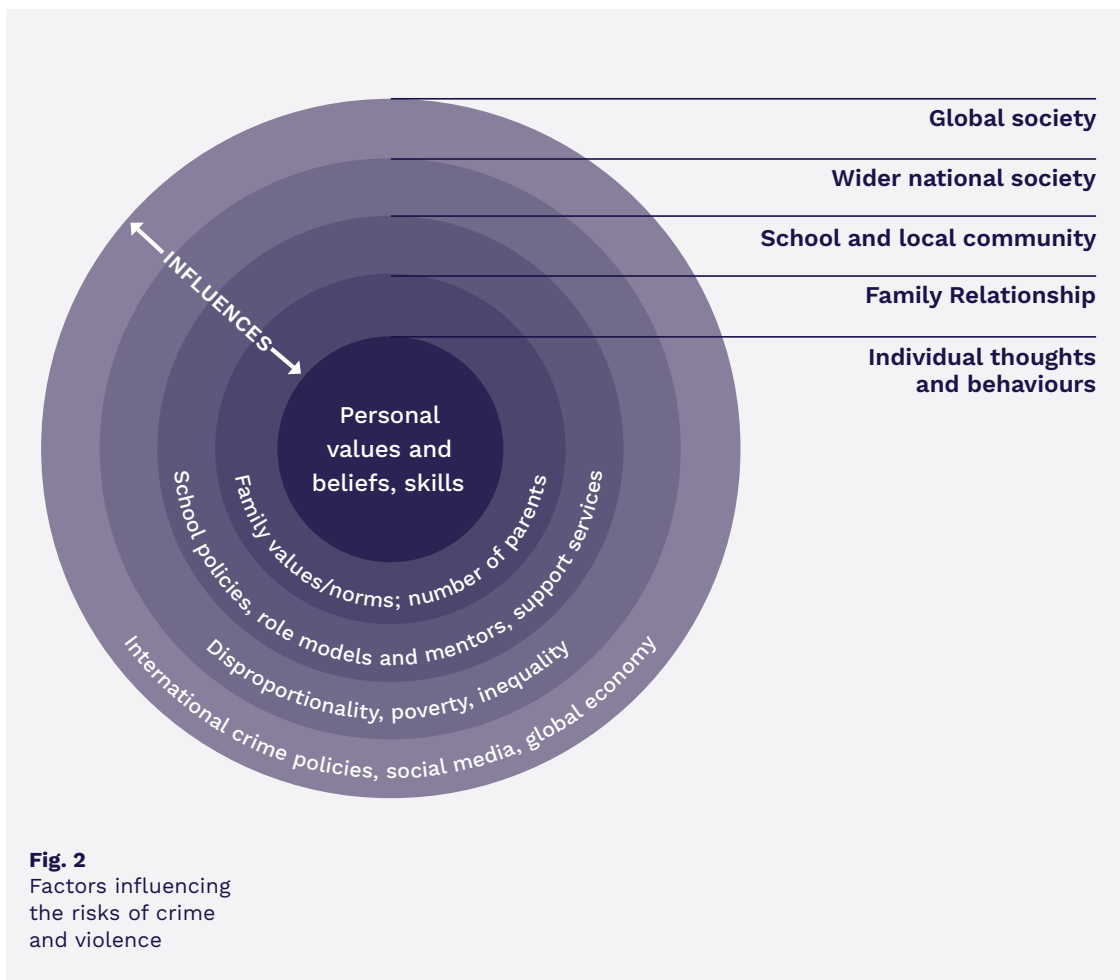 Global society
Wider national society
School and local community
Family Relationship
Individual thoughts
and behaviours
INFLUENCES
Personal
values and
beliefs, skills
Family values/norms; number of parents
School policies, role models and mentors, support services
Disproportionality, poverty, inequality
International crime policies, social media, global economy
Fig. 2
Factors influencing
the risks of crime
and violence